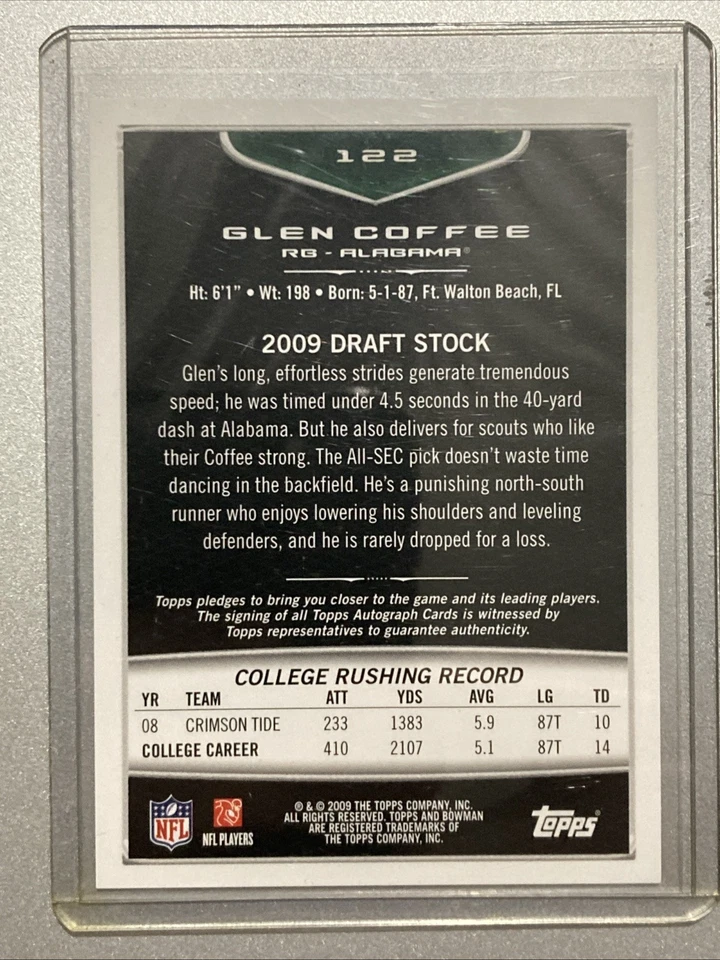 122
GLEN COFFEE
RB - ALABAMA®
Ht: 6'1" • Wt: 198 • Born: 5-1-87, Ft. Walton Beach, FL
2009 DRAFT STOCK
Glen's long, effortless strides generate tremendous
speed; he was timed under 4.5 seconds in the 40-yard
dash at Alabama. But he also delivers for scouts who like
their Coffee strong. The All-SEC pick doesn't waste time
dancing in the backfield. He's a punishing north-south
runner who enjoys lowering his shoulders and leveling
defenders, and he is rarely dropped for a loss.
Topps pledges to bring you closer to the game and its leading players.
The signing of all Topps Autograph Cards is witnessed by
Topps representatives to guarantee authenticity.
COLLEGE RUSHING RECORD
YR TEAM ATT YDS AVG LG TD
08 CRIMSON TIDE 233 1383 5.9 87T 10
COLLEGE CAREER 410 2107 5.1 87T 14
NFL
NFL PLAYERS
® & © 2009 THE TOPPS COMPANY, INC.
ALL RIGHTS RESERVED. TOPPS AND BOWMAN
ARE REGISTERED TRADEMARKS OF
THE TOPPS COMPANY, INC.
Topps®